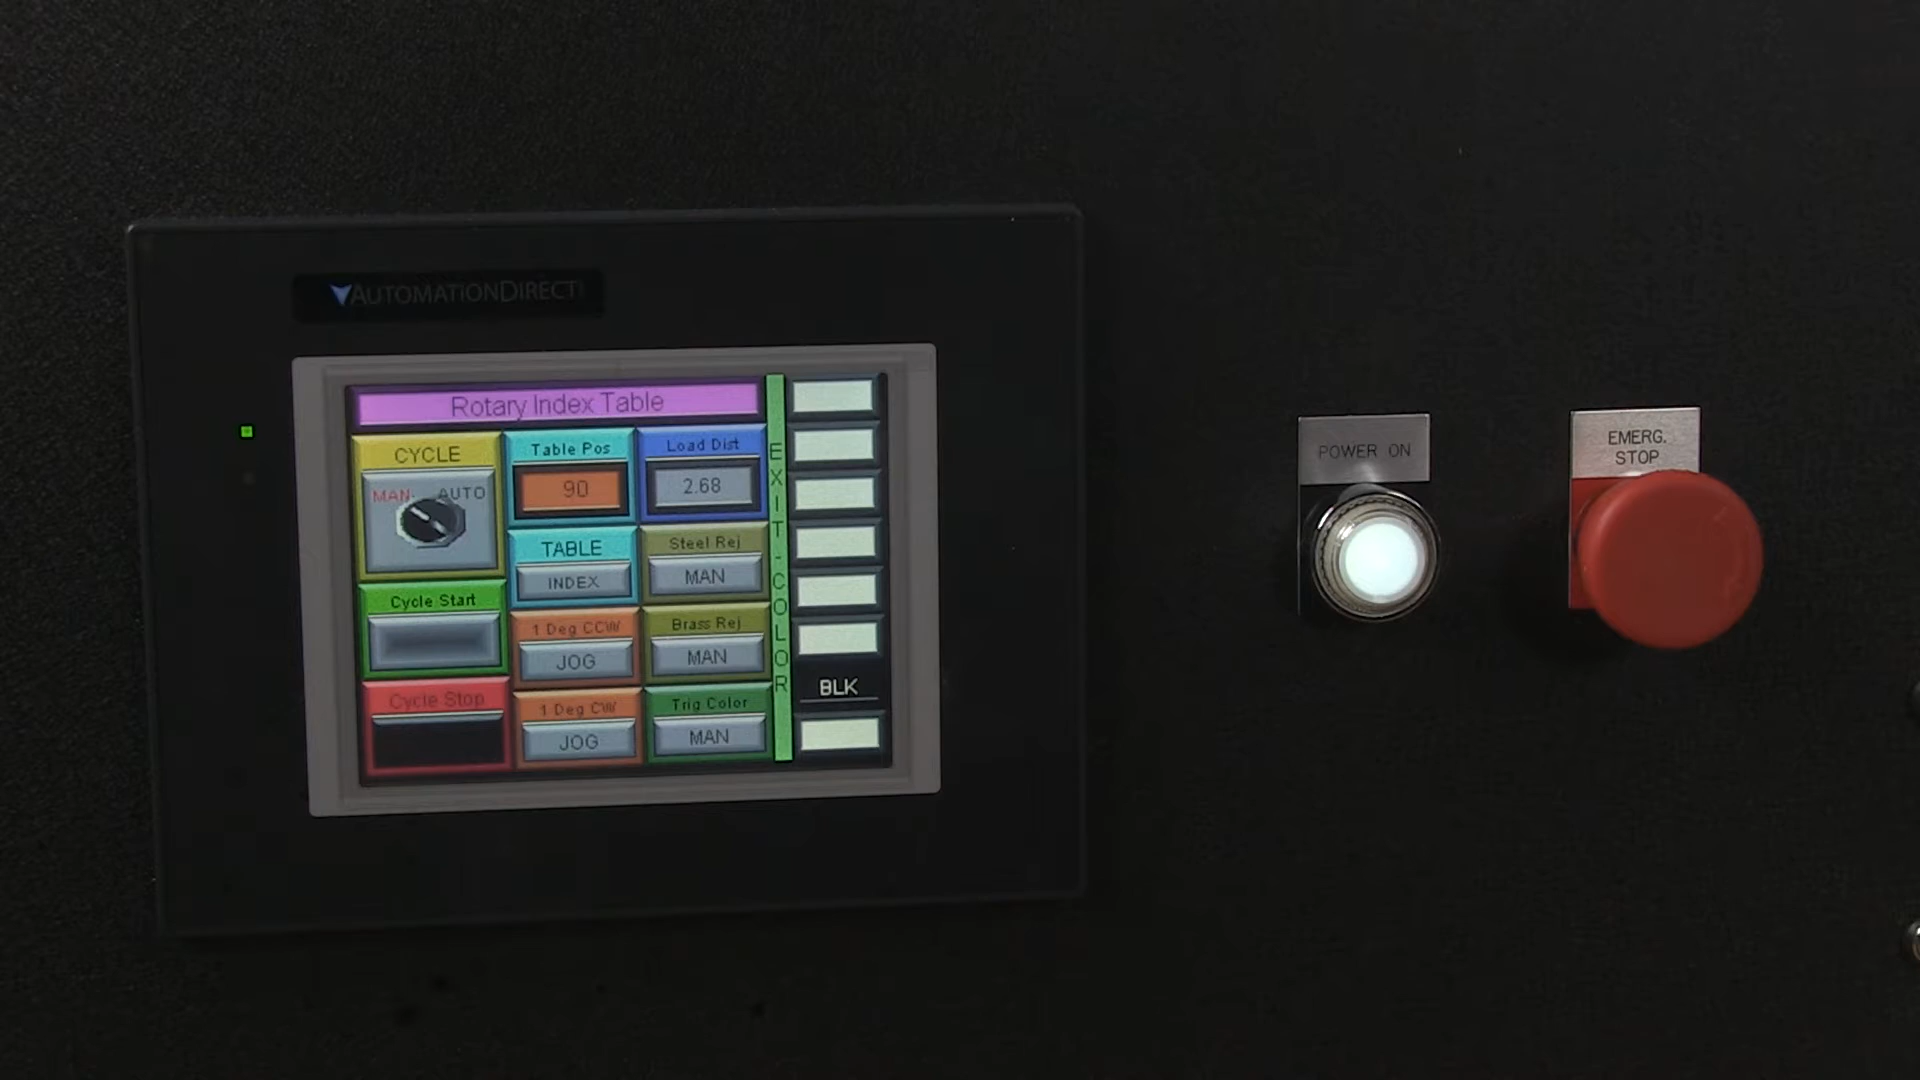 AUTOMATIONDIRECT
Rotary Index Table
CYCLE
MAN
AUTO
Cycle Start
Cycle Stop
Table Pos
90
TABLE
INDEX
1 Deg CCW
JOG
1 Deg CW
JOG
Load Dist
2.68
Steel Rej
MAN
Brass Rej
MAN
Trig Color
MAN
EXIT-COLOR
BLK
POWER ON
EMERG.
STOP